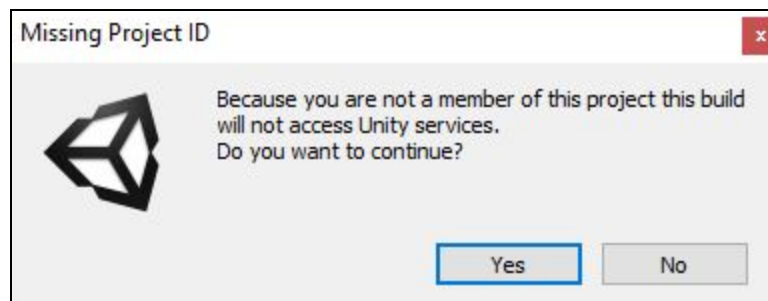 Missing Project ID
x
Because you are not a member of this project this build
will not access Unity services.
Do you want to continue?
Yes
No